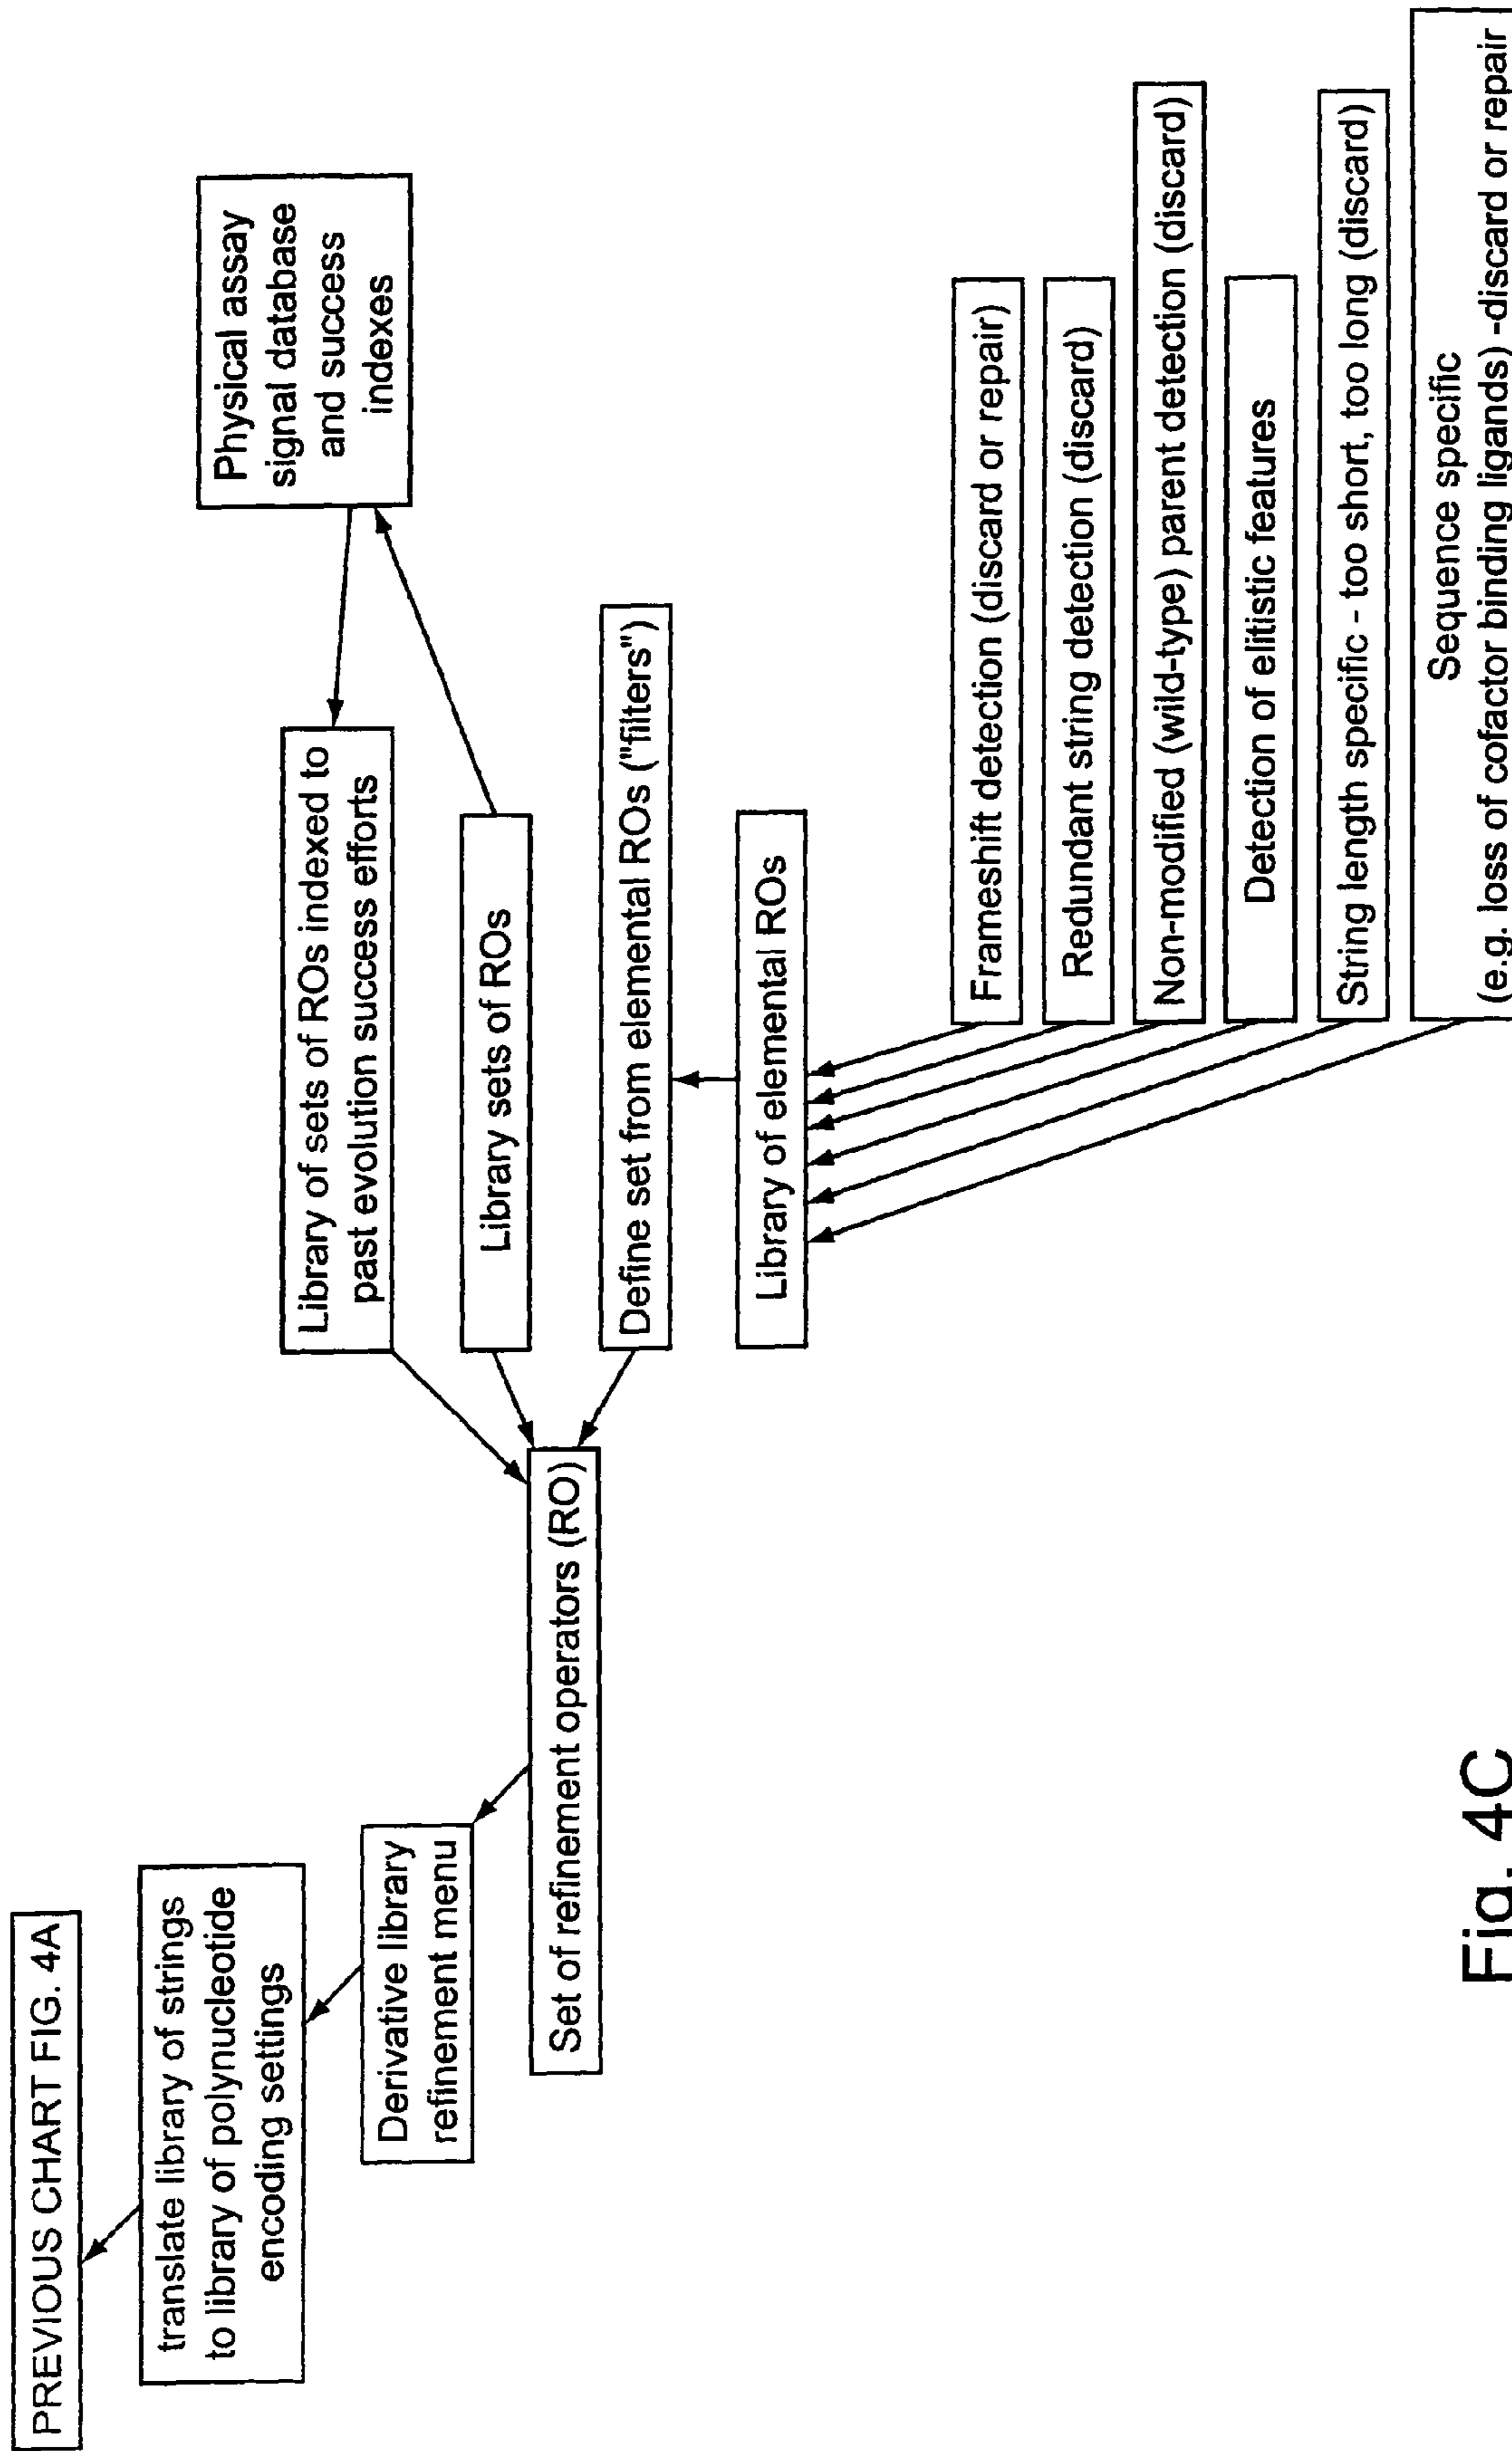 PREVIOUS CHART FIG. 4A
translate library of strings
to library of polynucleotide
encoding settings
Derivative library
refinement menu
Set of refinement operators (RO)
Physical assay
signal database
and success
indexes
Library of sets of ROs indexed to
past evolution success efforts
Library sets of ROs
Define set from elemental ROs ("filters")
Library of elemental ROs
Frameshift detection (discard or repair)
Redundant string detection (discard)
Non-modified (wild-type) parent detection (discard)
Detection of elitistic features
String length specific - too short, too long (discard)
Sequence specific
(e.g. loss of cofactor binding ligands) -discard or repair
Fig. 4C